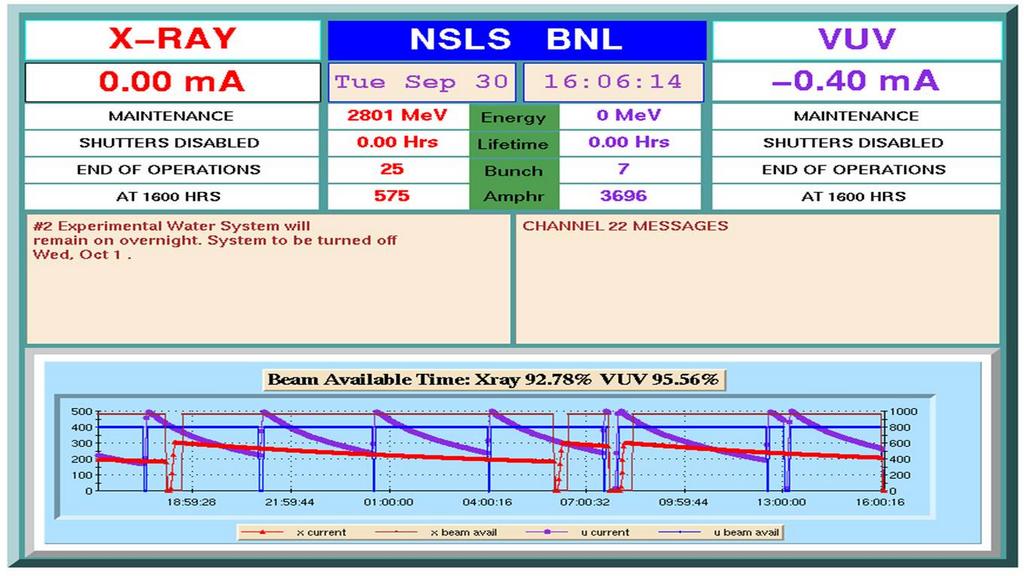 X-RAY NSLS BNL VUV
0.00 mA Tue Sep 30 16:06:14 -0.40 mA
MAINTENANCE 2801 MeV Energy 0 MeV MAINTENANCE
SHUTTERS DISABLED 0.00 Hrs Lifetime 0.00 Hrs SHUTTERS DISABLED
END OF OPERATIONS 25 Bunch 7 END OF OPERATIONS
AT 1600 HRS 575 Amphr 3696 AT 1600 HRS
#2 Experimental Water System will
remain on overnight. System to be turned off
Wed, Oct 1 .
CHANNEL 22 MESSAGES
Beam Available Time: Xray 92.78% VUV 95.56%
500 1000
400 800
300 600
200 400
100 200
0 0
18:59:28 21:59:44 01:00:00 04:00:16 07:00:32 09:59:44 13:00:00 16:00:16
x current x beam avail u current u beam avail